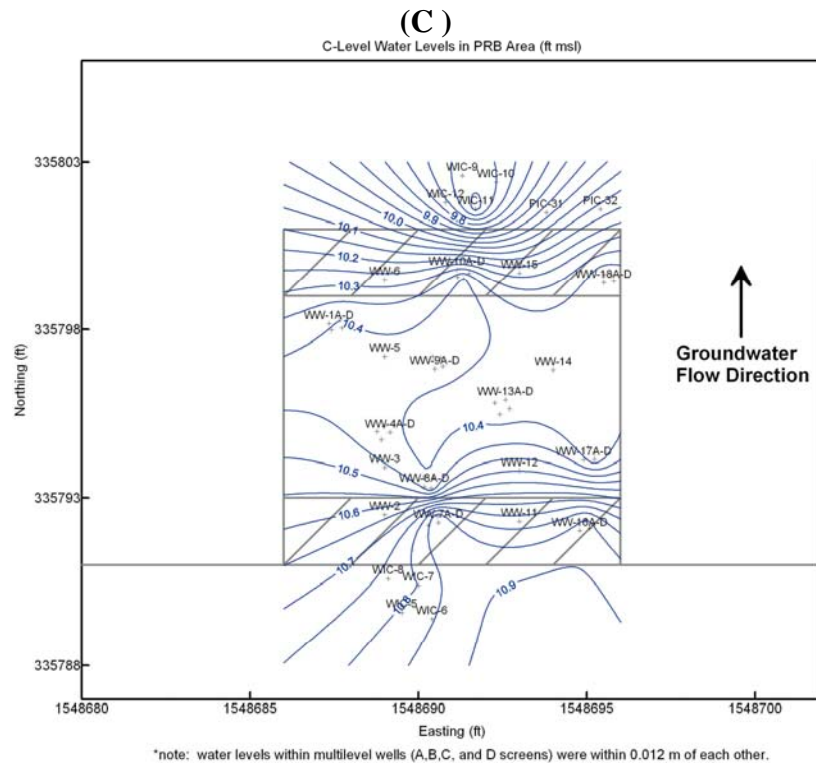 (C )
C-Level Water Levels in PRB Area (ft msl)
335803
WIC-9
WIC-10
WIC-12
WIC-11
PIC-31
PIC-32
10.0
9.9
9.8
10.1
10.2
WW-6
WW-10A-D
WW-15
WW-18A-D
10.3
335798
WW-1A-D
10.4
WW-5
WW-9A-D
WW-14
Groundwater
Flow Direction
WW-13A-D
Northing (ft)
WW-4A-D
10.4
WW-17A-D
WW-3
WW-12
10.5
WW-8A-D
335793
10.6
WW-2
WW-7A-D
WW-11
WW-16A-D
10.7
WIC-8
WIC-7
10.9
10.8
WIC-6
335788
1548680
1548685
1548690
1548695
1548700
Easting (ft)
*note: water levels within multilevel wells (A,B,C, and D screens) were within 0.012 m of each other.